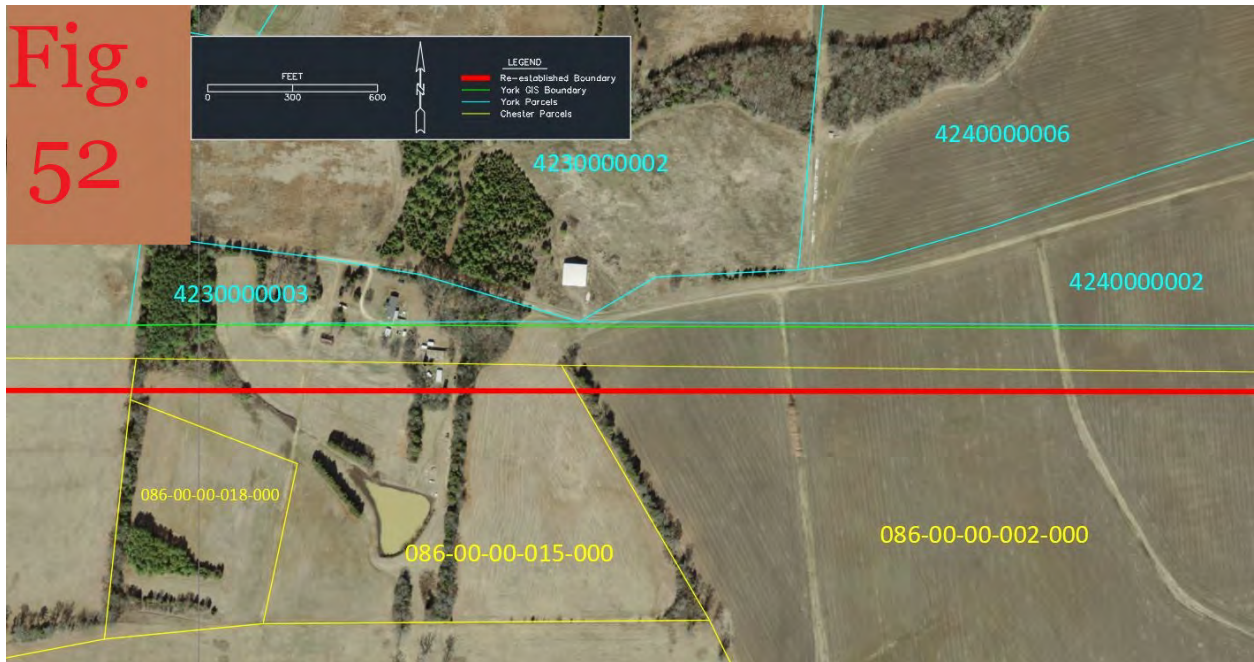 Fig.
52
LEGEND
FEET
0 300 600
N
Re-established Boundary
York GIS Boundary
York Parcels
Chester Parcels
4230000002
4240000006
4230000003
4240000002
086-00-00-018-000
086-00-00-015-000
086-00-00-002-000